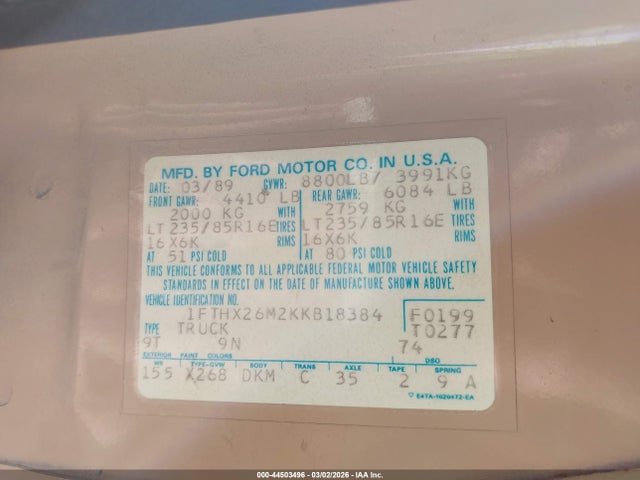 MFD. BY FORD MOTOR CO. IN U.S.A.
DATE: 03/89 GVWR: 8800LB/ 3991KG
FRONT GAWR: 4410 LB REAR GAWR: 6084 LB
2000 KG WITH 2759 KG WITH
LT235/85R16E TIRES LT235/85R16E TIRES
16X6K RIMS 16X6K RIMS
AT 51 PSI COLD AT 80 PSI COLD
THIS VEHICLE CONFORMS TO ALL APPLICABLE FEDERAL MOTOR VEHICLE SAFETY
STANDARDS IN EFFECT ON THE DATE OF MANUFACTURE SHOWN ABOVE.
VEHICLE IDENTIFICATION NO:
1FTHX26M2KKB18384 F0199
TYPE TRUCK T0277
9T 9N 74
EXTERIOR PAINT COLORS DSO
WB TYPE-GVW BODY TRANS AXLE TAPE SPRING
155 X268 DKM C 35 2 9 A
E4TA-1520472-EA
000-44503496 - 03/02/2026 - IAA Inc.